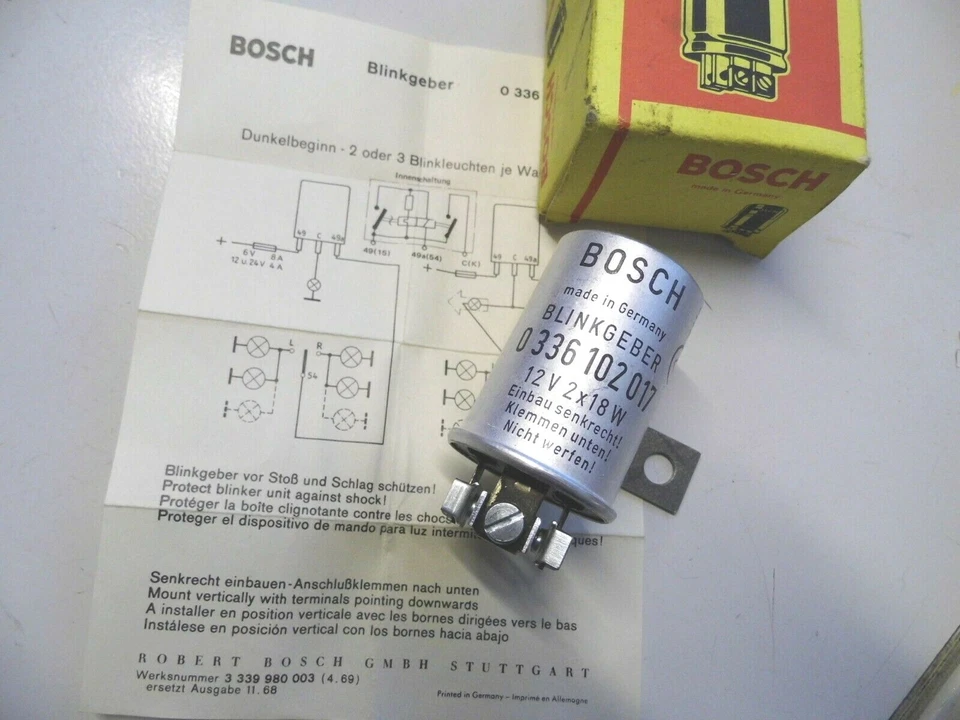 BOSCH
Blinkgeber
0 336
Dunkelbeginn - 2 oder 3 Blinkleuchten je Wa
Innenschaltung
49 C 49a
49 C 49a
+
6V 8A
12 u 24V 4A
49(15)
49a(54)
C(K)
+
L R
54
Blinkgeber vor Stoß und Schlag schützen!
Protect blinker unit against shock!
Protéger la boîte clignotante contre les chocs
Proteger el dispositivo de mando para luz intermi ques!
Senkrecht einbauen-Anschlußklemmen nach unten
Mount vertically with terminals pointing downwards
A installer en position verticale avec les bornes dirigées vers le bas
Instálese en posición vertical con los bornes hacia abajo
ROBERT BOSCH GMBH STUTTGART
Werksnummer 3 339 980 003 (4.69)
ersetzt Ausgabe 11.68
Printed in Germany - Imprimé en Allemagne
BOSCH
made in Germany
BOSCH
made in Germany
BLINKGEBER
0 336 102 017
12V 2x18W
Einbau senkrecht!
Klemmen unten!
Nicht werfen!